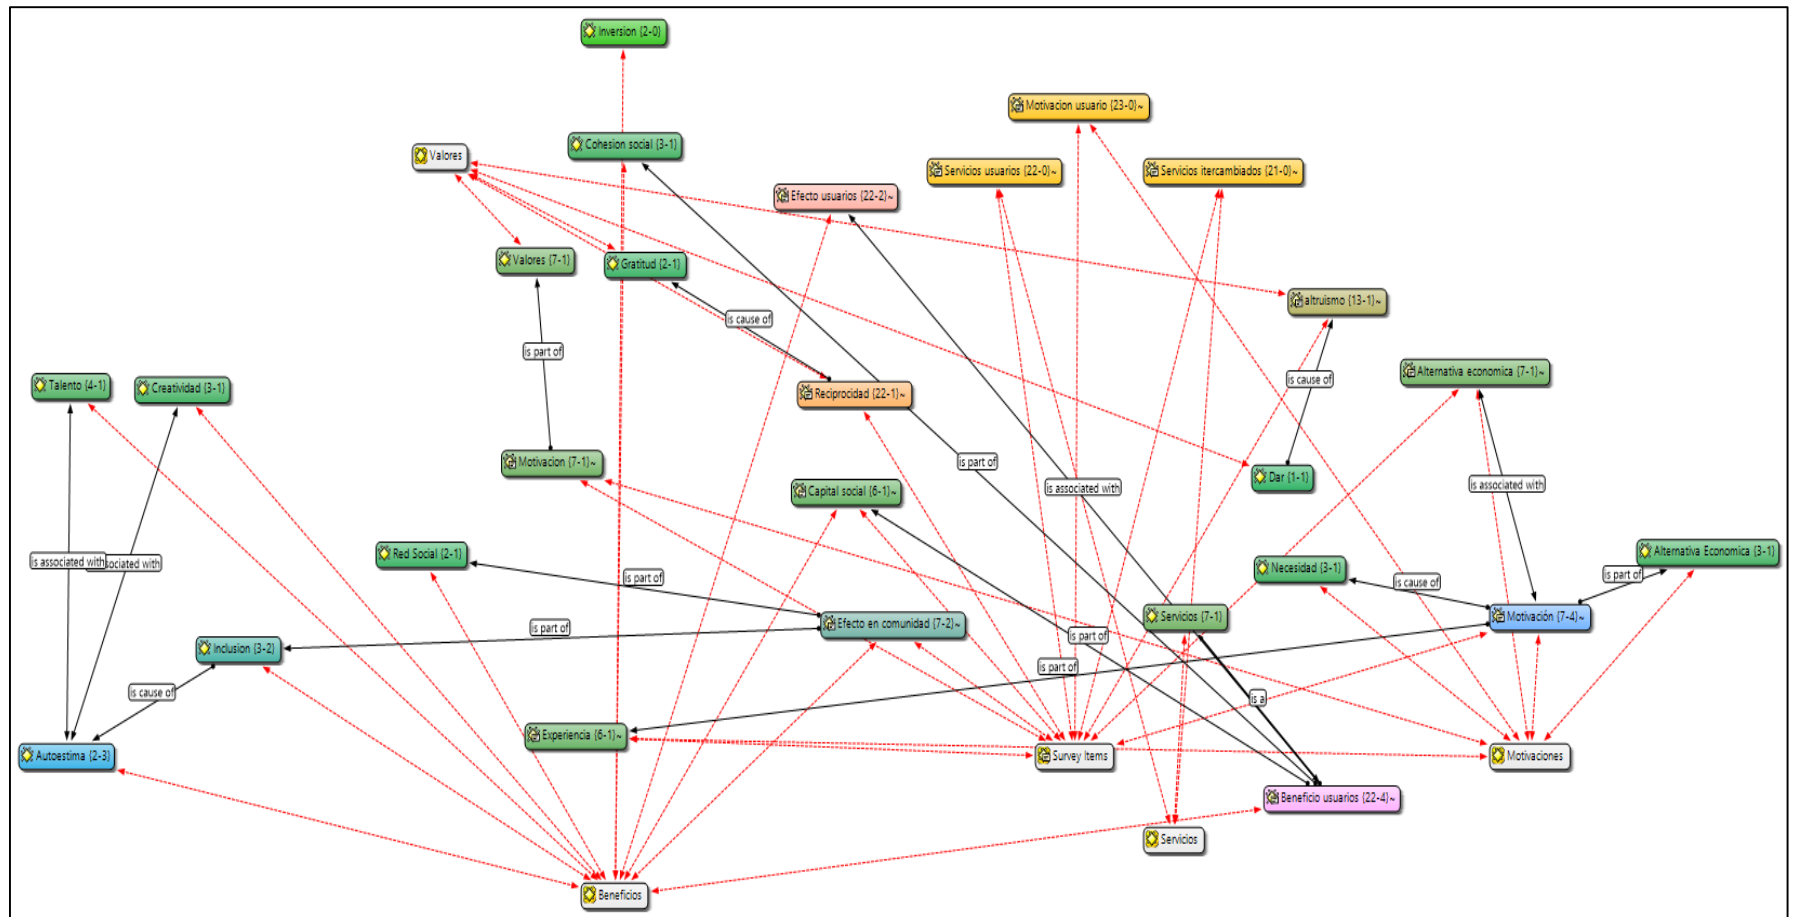 Inversion {2-0}
Motivacion usuario {23-0}~
Cohesion social {3-1}
Valores
Servicios usuarios {22-0}~
Servicios itercambiados {21-0}~
Efecto usuarios {22-2}~
Valores {7-1}
Gratitud {2-1}
altruismo {13-1}~
is cause of
is part of
Alternativa economica {7-1}~
is cause of
Talento {4-1}
Creatividad {3-1}
Reciprocidad {22-1}~
Motivacion {7-1}~
is part of
Dar {1-1}
Capital social {6-1}~
is associated with
is associated with
Red Social {2-1}
Alternativa Economica {3-1}
is associated with
associated with
is part of
Necesidad {3-1}
is cause of
is part of
Servicios {7-1}
Motivación {7-4}~
Efecto en comunidad {7-2}~
is part of
is part of
Inclusion {3-2}
is part of
is cause of
is a
Experiencia {6-1}~
Autoestima {2-3}
Survey Items
Motivaciones
Beneficio usuarios {22-4}~
Servicios
Beneficios